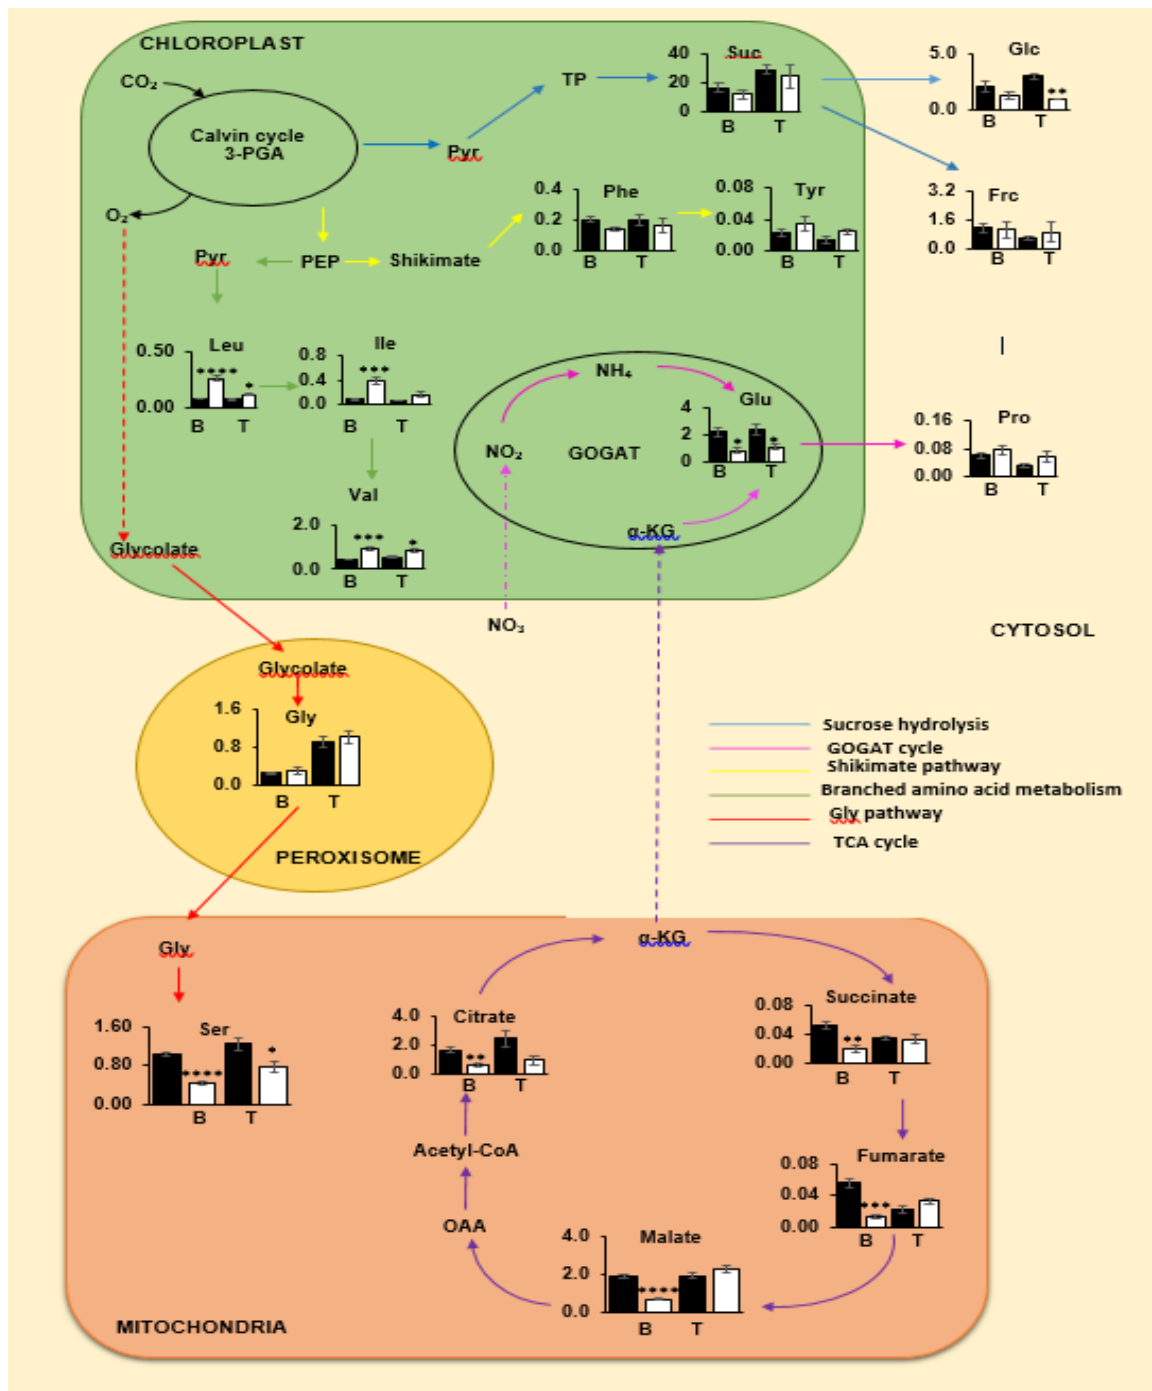 CHLOROPLAST
CO₂
Calvin cycle
3-PGA
O₂
Pyr
TP
40
20
0
Suc
B T
5.0
0.0
Glc
**
B T
3.2
1.6
0.0
Frc
B T
Pyr
PEP
Shikimate
0.4
0.2
0.0
Phe
B T
0.08
0.04
0.00
Tyr
B T
0.50
0.00
Leu
**** *
B T
0.8
0.4
0.0
Ile
***
B T
Val
2.0
0.0
*** *
B T
NH₄
NO₂
GOGAT
4
2
0
Glu
* *
B T
α-KG
0.16
0.08
0.00
Pro
B T
Glycolate
NO₃
CYTOSOL
Glycolate
1.6
0.8
0.0
Gly
B T
PEROXISOME
Sucrose hydrolysis
GOGAT cycle
Shikimate pathway
Branched amino acid metabolism
Gly pathway
TCA cycle
Gly
1.60
0.80
0.00
Ser
**** *
B T
α-KG
4.0
2.0
0.0
Citrate
**
B T
0.08
0.04
0.00
Succinate
**
B T
Acetyl-CoA
0.08
0.04
0.00
Fumarate
***
B T
OAA
4.0
2.0
0.0
Malate
****
B T
MITOCHONDRIA